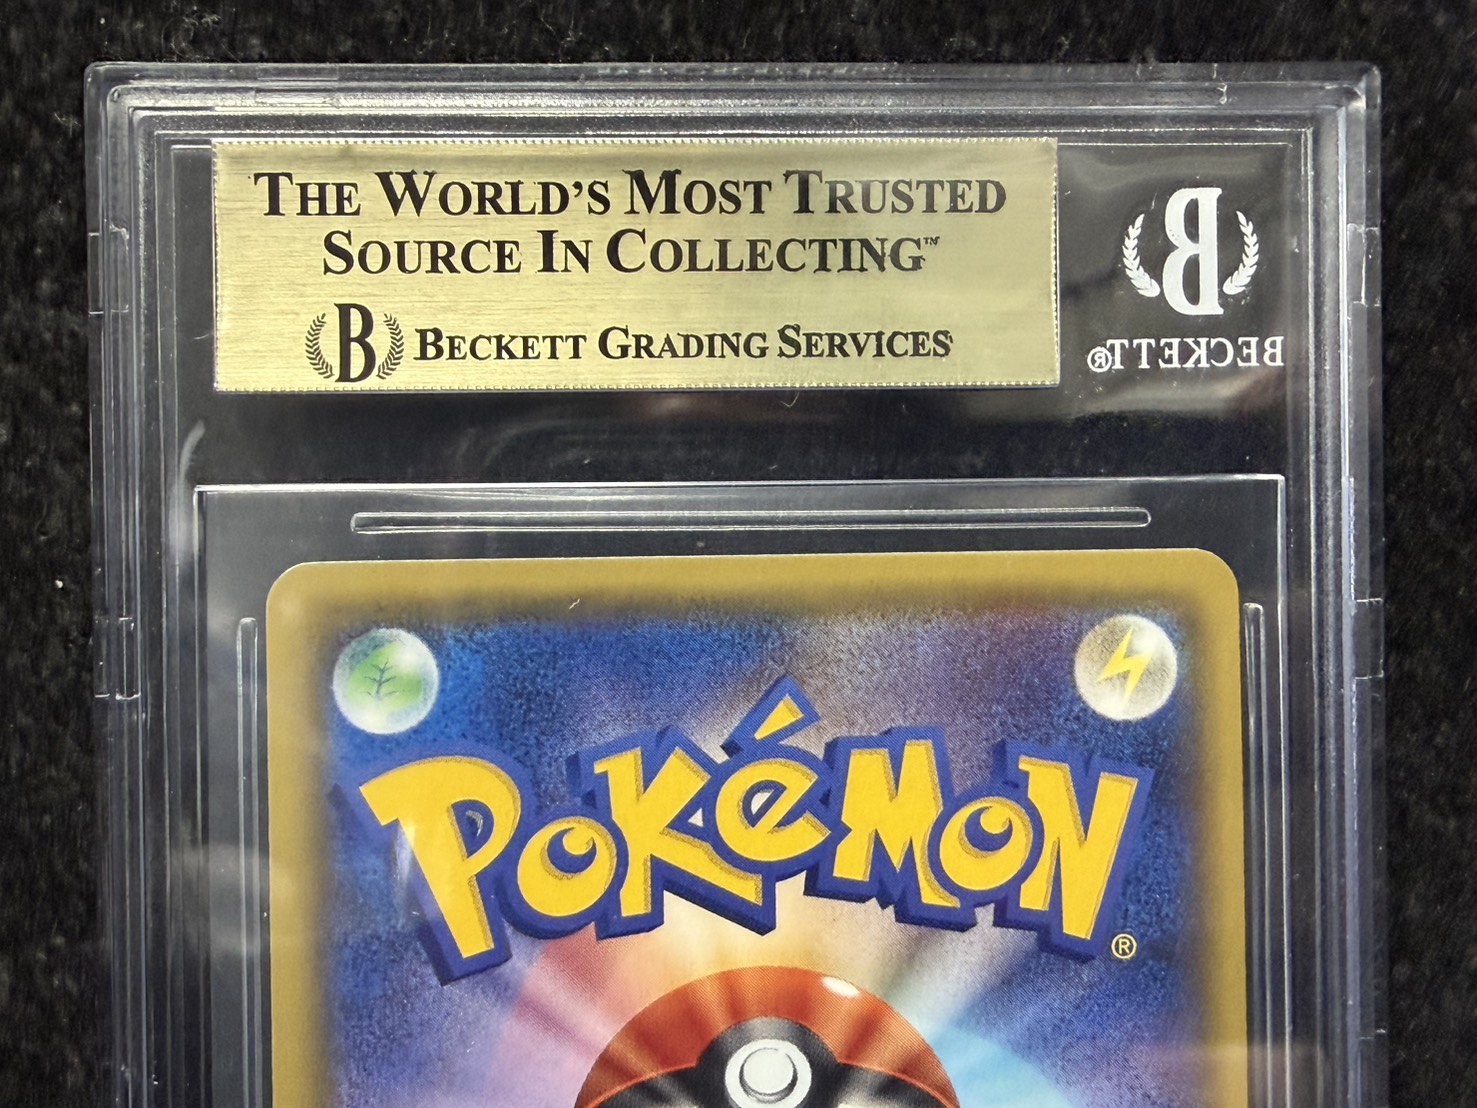 THE WORLD'S MOST TRUSTED
SOURCE IN COLLECTING™
B BECKETT GRADING SERVICES
B
BECKETT®
POKéMON®